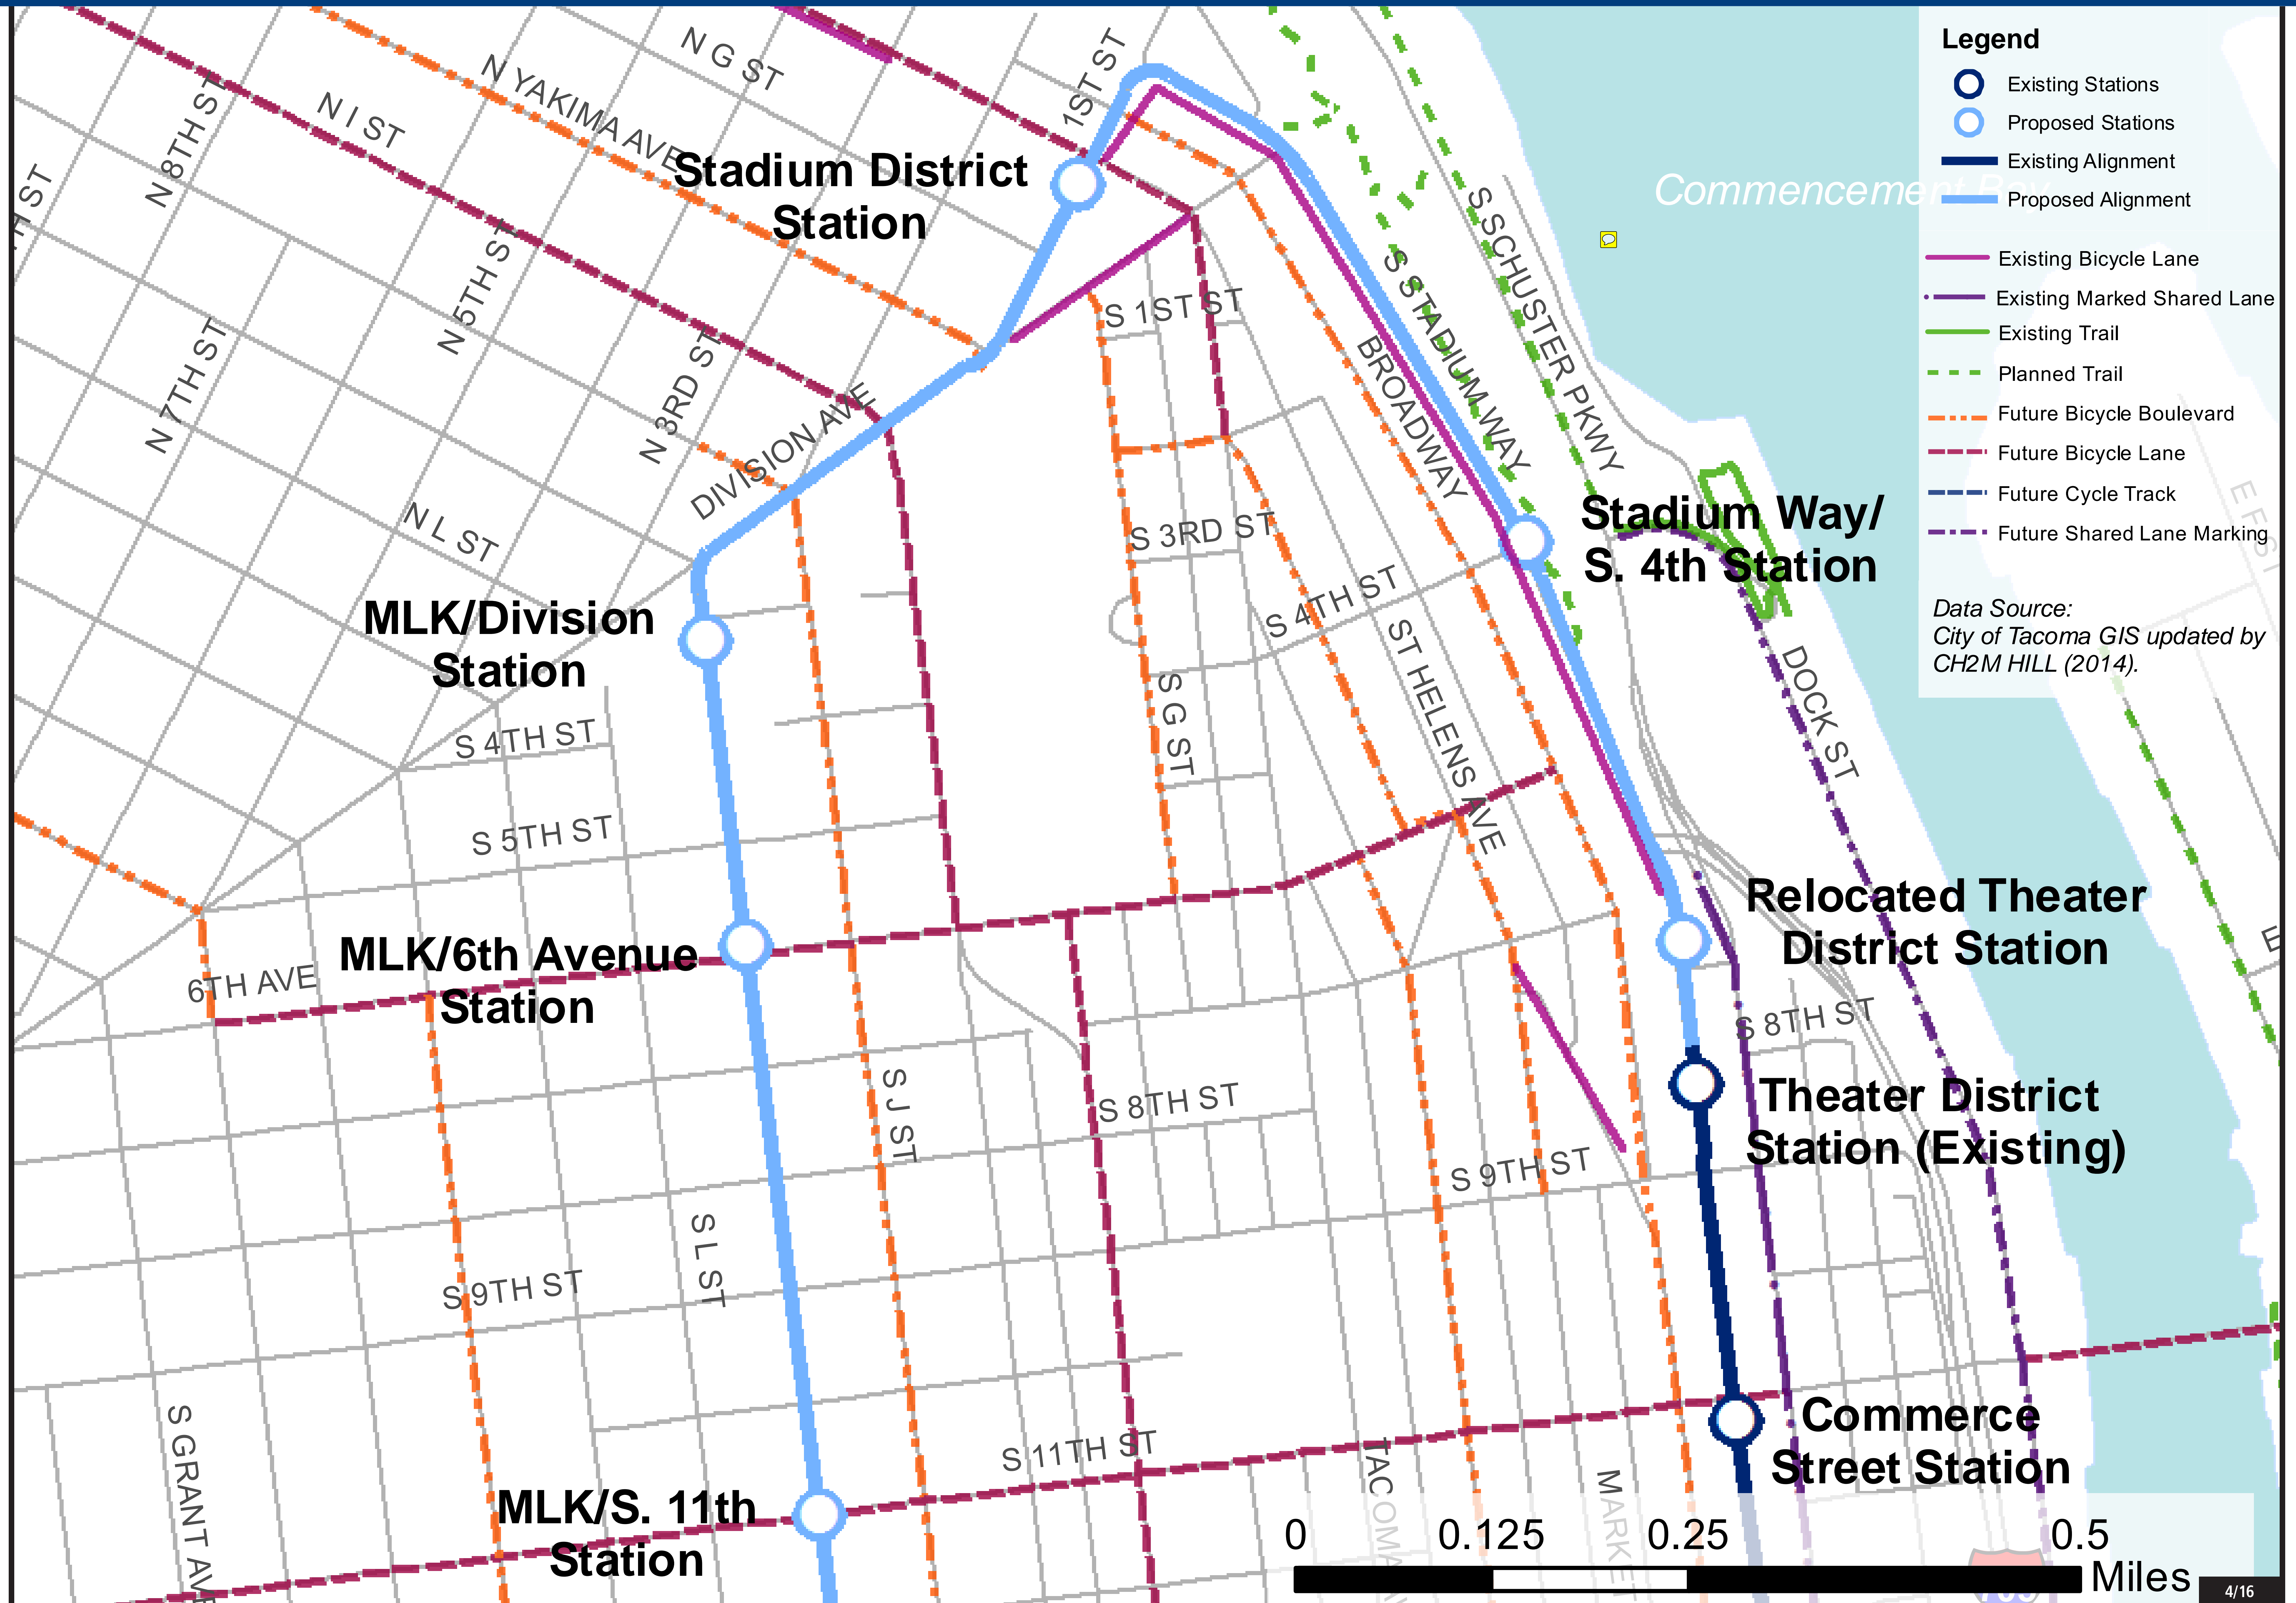 Legend
Existing Stations
Proposed Stations
Existing Alignment
Proposed Alignment
Existing Bicycle Lane
Existing Marked Shared Lane
Existing Trail
Planned Trail
Future Bicycle Boulevard
Future Bicycle Lane
Future Cycle Track
Future Shared Lane Marking
Data Source:
City of Tacoma GIS updated by
CH2M HILL (2014).
Commencement Bay
N G ST
1ST ST
N YAKIMA AVE
N I ST
N 8TH ST
N 5TH ST
N 7TH ST
N 3RD ST
N L ST
DIVISION AVE
Stadium District
Station
S 1ST ST
S SCHUSTER PKWY
S STADIUM WAY
BROADWAY
S 3RD ST
S 4TH ST
ST HELENS AVE
S G ST
Stadium Way/
S. 4th Station
DOCK ST
E F ST
MLK/Division
Station
S 4TH ST
S 5TH ST
MLK/6th Avenue
Station
6TH AVE
Relocated Theater
District Station
S 8TH ST
Theater District
Station (Existing)
S J ST
S 8TH ST
S 9TH ST
S L ST
S 9TH ST
S GRANT AVE
S 11TH ST
MLK/S. 11th
Station
Commerce
Street Station
TACOMA AV
MARKET
0 0.125 0.25 0.5
Miles
4/16